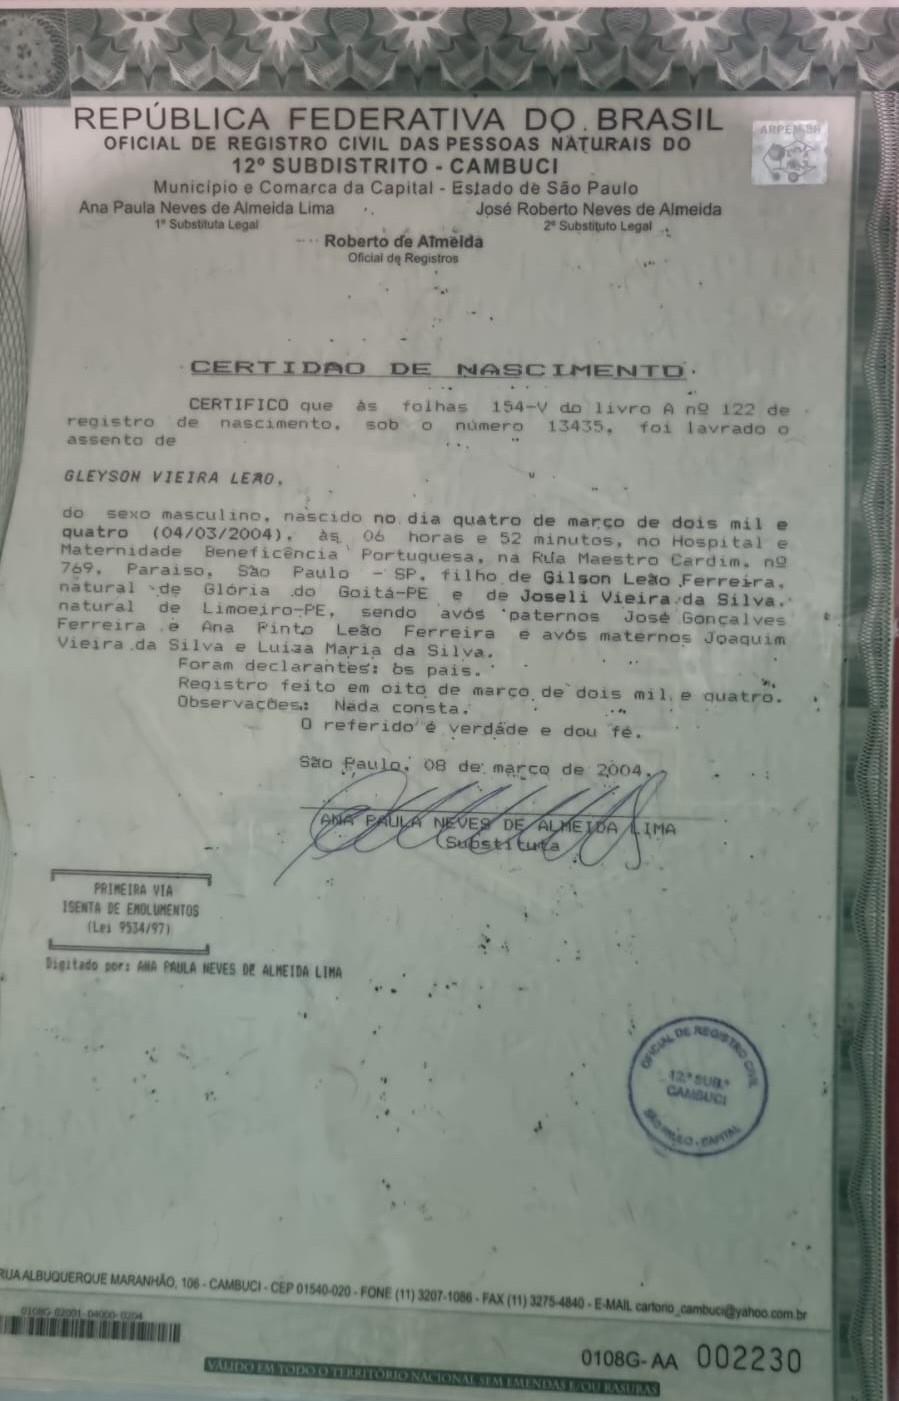 REPÚBLICA FEDERATIVA DO BRASIL
OFICIAL DE REGISTRO CIVIL DAS PESSOAS NATURAIS DO
12º SUBDISTRITO - CAMBUCI
Município e Comarca da Capital - Estado de São Paulo
Ana Paula Neves de Almeida Lima José Roberto Neves de Almeida
1ª Substituta Legal 2º Substituto Legal
Roberto de Almeida
Oficial de Registros
ARPEN-SP
CERTIDAO DE NASCIMENTO
CERTIFICO que às folhas 154-V do livro A nº 122 de
registro de nascimento, sob o número 13435, foi lavrado o
assento de
GLEYSON VIEIRA LEAO,
do sexo masculino, nascido no dia quatro de março de dois mil e
quatro (04/03/2004), às 06 horas e 52 minutos, no Hospital e
Maternidade Beneficência Portuguesa, na Rua Maestro Cardim, nº
769, Paraiso, São Paulo - SP, filho de Gilson Leão Ferreira,
natural de Glória do Goitá-PE e de Joseli Vieira da Silva,
natural de Limoeiro-PE, sendo avós paternos José Gonçalves
Ferreira e Ana Pinto Leão Ferreira e avós maternos Joaquim
Vieira da Silva e Luiza Maria da Silva.
Foram declarantes: os pais.
Registro feito em oito de março de dois mil e quatro.
Observações: Nada consta.
O referido é verdade e dou fé.
São Paulo, 08 de março de 2004.
ANA PAULA NEVES DE ALMEIDA LIMA
Substituta
PRIMEIRA VIA
ISENTA DE EMOLUMENTOS
(Lei 9534/97)
Digitado por: ANA PAULA NEVES DE ALMEIDA LIMA
OFICIAL DE REGISTRO CIVIL
12.º SUB.º
CAMBUCI
SÃO PAULO - CAPITAL
RUA ALBUQUERQUE MARANHÃO, 106 - CAMBUCI - CEP 01540-020 - FONE (11) 3207-1086 - FAX (11) 3275-4840 - E-MAIL cartorio_cambuci@yahoo.com.br
0108G-02001-04000-0204
0108G-AA 002230
VÁLIDO EM TODO O TERRITÓRIO NACIONAL SEM EMENDAS E/OU RASURAS